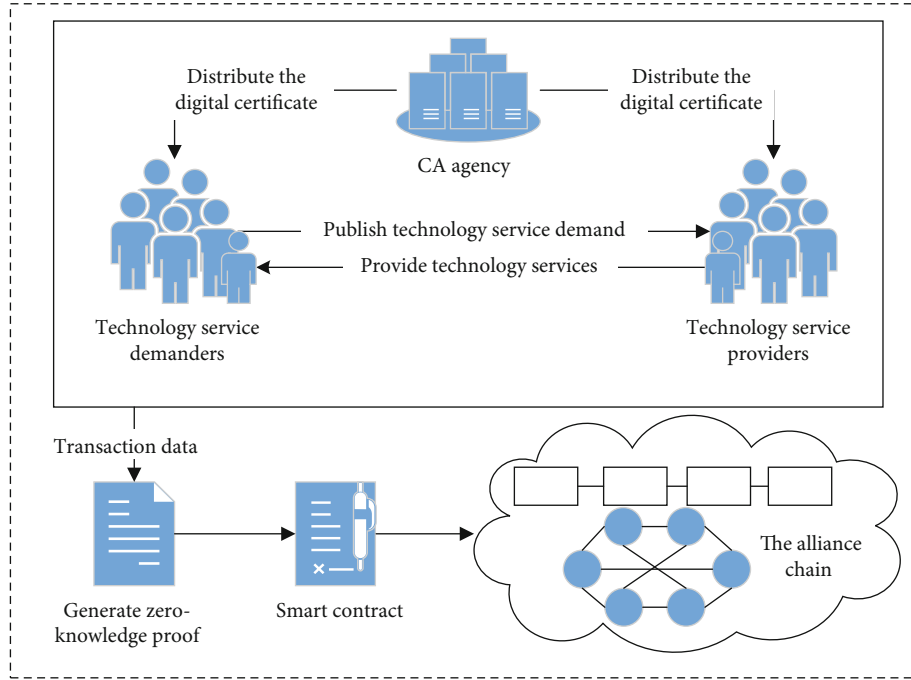 Distribute the
digital certificate
Distribute the
digital certificate
CA agency
Publish technology service demand
Provide technology services
Technology service
demanders
Technology service
providers
Transaction data
The alliance
chain
Generate zero-
knowledge proof
Smart contract